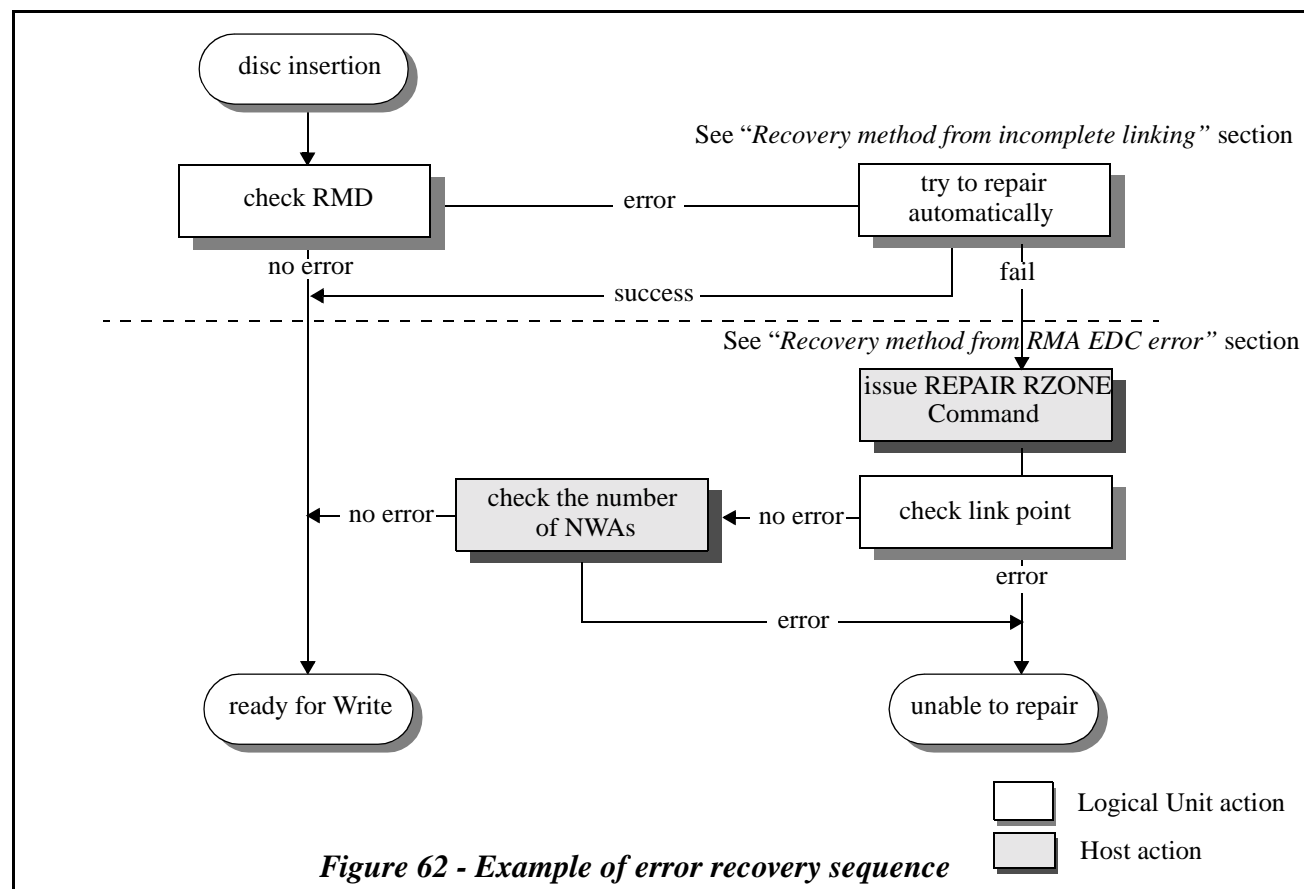 disc insertion
See “Recovery method from incomplete linking” section
check RMD
error
try to repair
automatically
no error
fail
success
See “Recovery method from RMA EDC error” section
issue REPAIR RZONE
Command
check the number
of NWAs
no error
no error
check link point
error
error
ready for Write
unable to repair
Logical Unit action
Host action
Figure 62 - Example of error recovery sequence